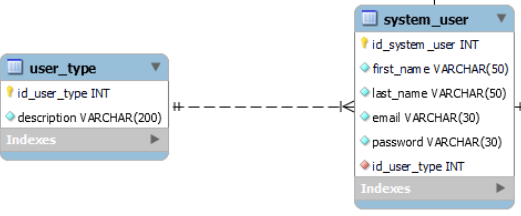 user_type
id_user_type INT
description VARCHAR(200)
Indexes
system_user
id_system_user INT
first_name VARCHAR(50)
last_name VARCHAR(50)
email VARCHAR(30)
password VARCHAR(30)
id_user_type INT
Indexes